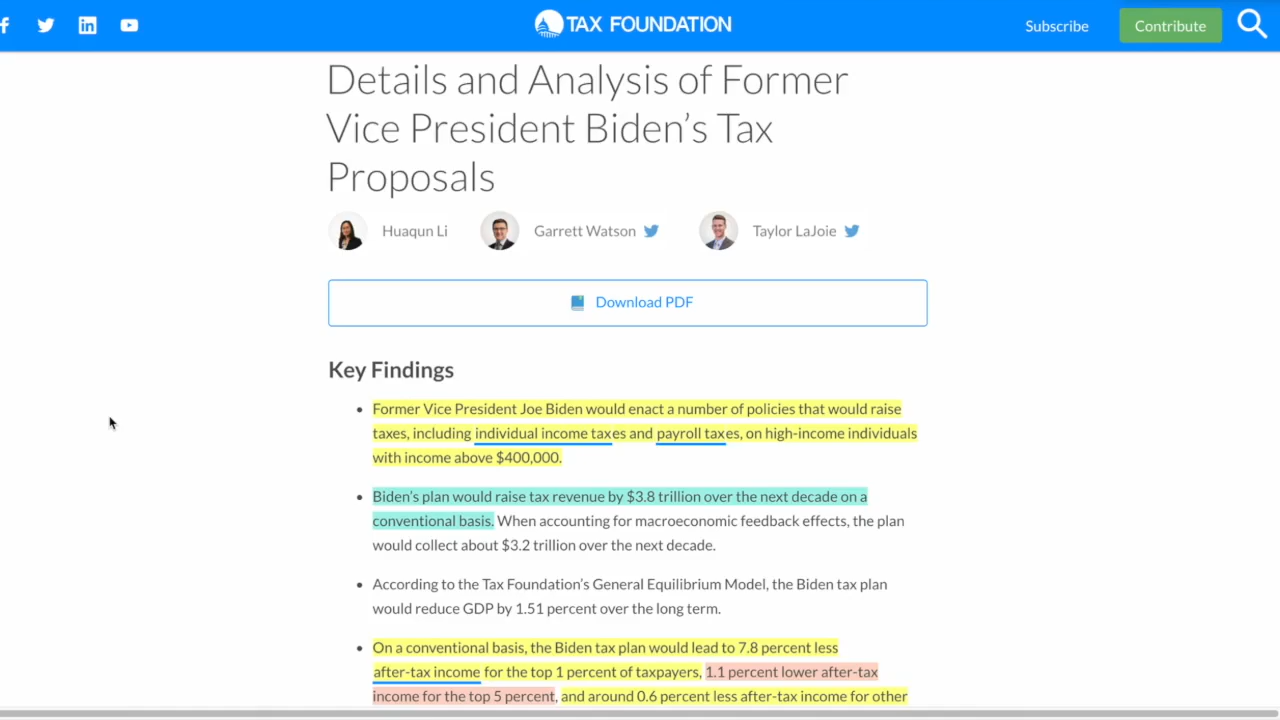 TAX FOUNDATION
Subscribe
Contribute
Details and Analysis of Former
Vice President Biden’s Tax
Proposals
Huaqun Li
Garrett Watson
Taylor LaJoie
Download PDF
Key Findings
Former Vice President Joe Biden would enact a number of policies that would raise
taxes, including individual income taxes and payroll taxes, on high-income individuals
with income above $400,000.
Biden’s plan would raise tax revenue by $3.8 trillion over the next decade on a
conventional basis. When accounting for macroeconomic feedback effects, the plan
would collect about $3.2 trillion over the next decade.
According to the Tax Foundation’s General Equilibrium Model, the Biden tax plan
would reduce GDP by 1.51 percent over the long term.
On a conventional basis, the Biden tax plan would lead to 7.8 percent less
after-tax income for the top 1 percent of taxpayers, 1.1 percent lower after-tax
income for the top 5 percent, and around 0.6 percent less after-tax income for other